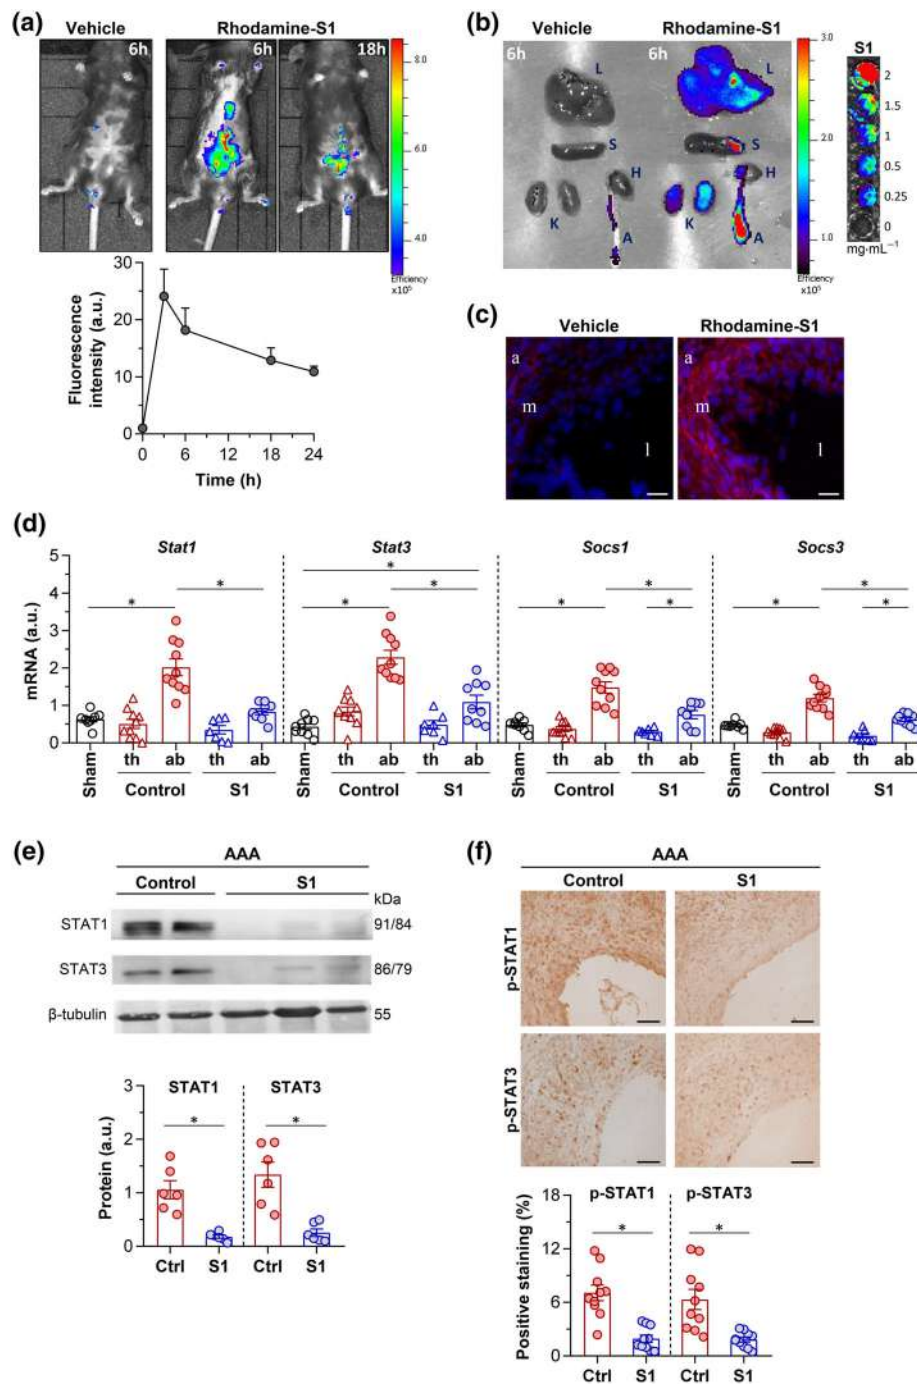 (a)
Vehicle
Rhodamine-S1
6h
6h
18h
8.0
6.0
4.0
Efficiency
x10⁵
Fluorescence
intensity (a.u.)
30
20
10
0
0
6
12
18
24
Time (h)
(b)
Vehicle
Rhodamine-S1
6h
6h
L
L
S
S
H
H
K
K
A
A
3.0
2.5
2.0
1.5
1.0
Efficiency
x10⁵
S1
2
1.5
1
0.5
0.25
0
mg·mL⁻¹
(c)
Vehicle
Rhodamine-S1
a
m
l
a
m
l
(d)
Stat1
Stat3
Socs1
Socs3
mRNA (a.u.)
5
4
3
2
1
0
* * * * * * * * * * *
Sham th ab th ab Sham th ab th ab Sham th ab th ab Sham th ab th ab
Control S1 Control S1 Control S1 Control S1
(e)
AAA
Control S1
kDa
STAT1 91/84
STAT3 86/79
β-tubulin 55
STAT1 STAT3
Protein (a.u.)
3
2
1
0
* *
Ctrl S1 Ctrl S1
(f)
AAA
Control S1
p-STAT1
p-STAT3
p-STAT1 p-STAT3
Positive staining (%)
18
12
6
0
* *
Ctrl S1 Ctrl S1